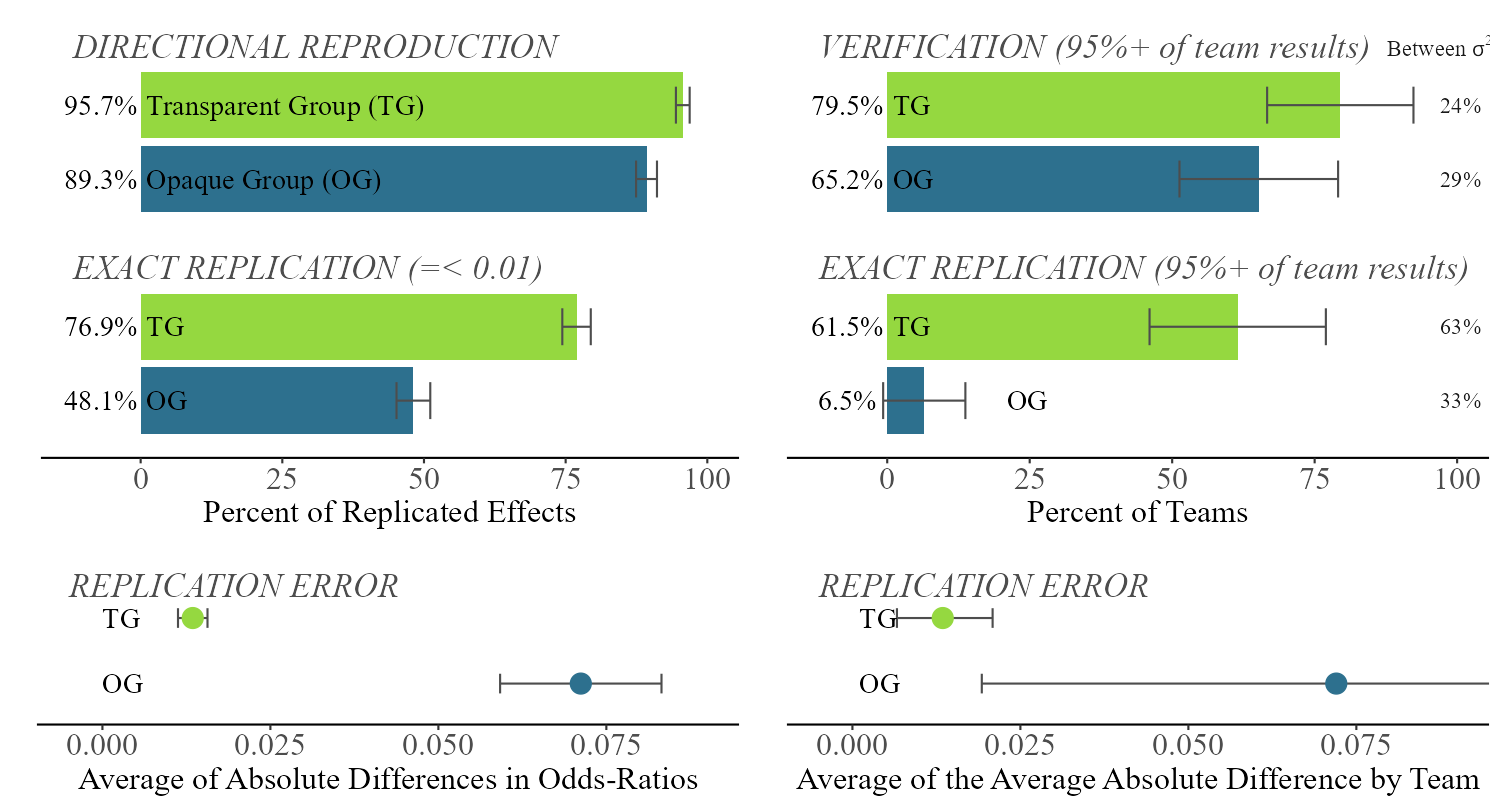 DIRECTIONAL REPRODUCTION
95.7% Transparent Group (TG)
89.3% Opaque Group (OG)
EXACT REPLICATION (=< 0.01)
76.9% TG
48.1% OG
0 25 50 75 100
Percent of Replicated Effects
VERIFICATION (95%+ of team results) Between σ²
79.5% TG 24%
65.2% OG 29%
EXACT REPLICATION (95%+ of team results)
61.5% TG 63%
6.5% OG 33%
0 25 50 75 100
Percent of Teams
REPLICATION ERROR
TG
OG
0.000 0.025 0.050 0.075
Average of Absolute Differences in Odds-Ratios
REPLICATION ERROR
TG
OG
0.000 0.025 0.050 0.075
Average of the Average Absolute Difference by Team